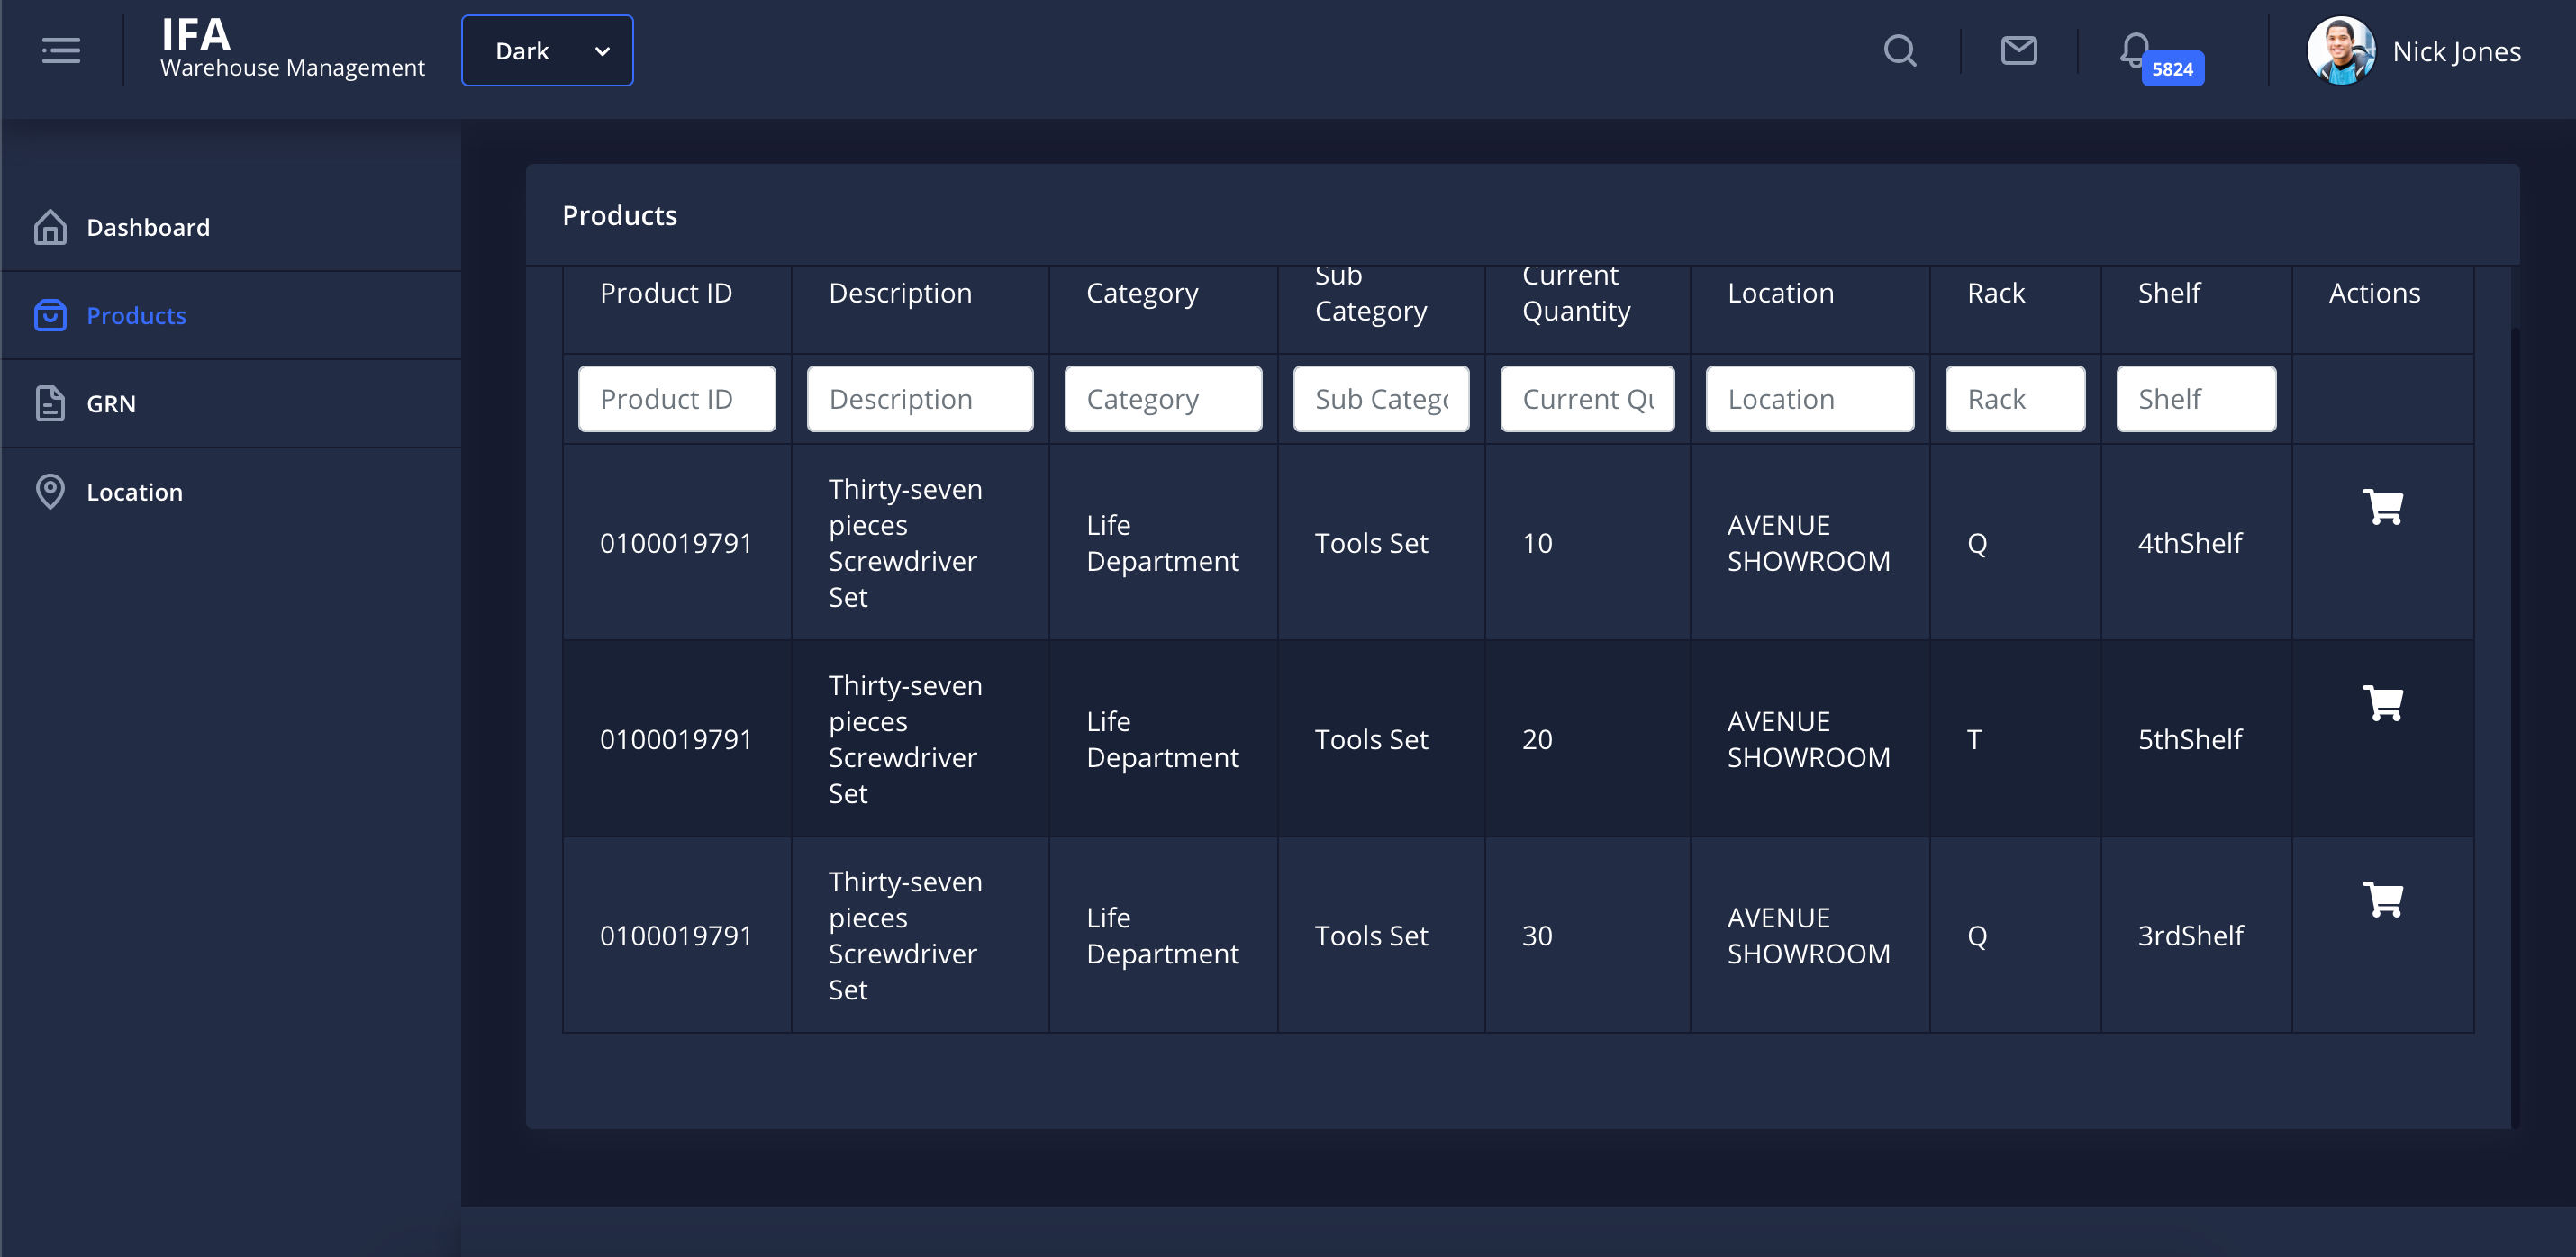 IFA
Warehouse Management
Dark
5824
Nick Jones
Dashboard
Products
GRN
Location
Products
Product ID
Description
Category
Sub
Category
Current
Quantity
Location
Rack
Shelf
Actions
Product ID
Description
Category
Sub Catego
Current Qu
Location
Rack
Shelf
0100019791
Thirty-seven
pieces
Screwdriver
Set
Life
Department
Tools Set
10
AVENUE
SHOWROOM
Q
4thShelf
0100019791
Thirty-seven
pieces
Screwdriver
Set
Life
Department
Tools Set
20
AVENUE
SHOWROOM
T
5thShelf
0100019791
Thirty-seven
pieces
Screwdriver
Set
Life
Department
Tools Set
30
AVENUE
SHOWROOM
Q
3rdShelf